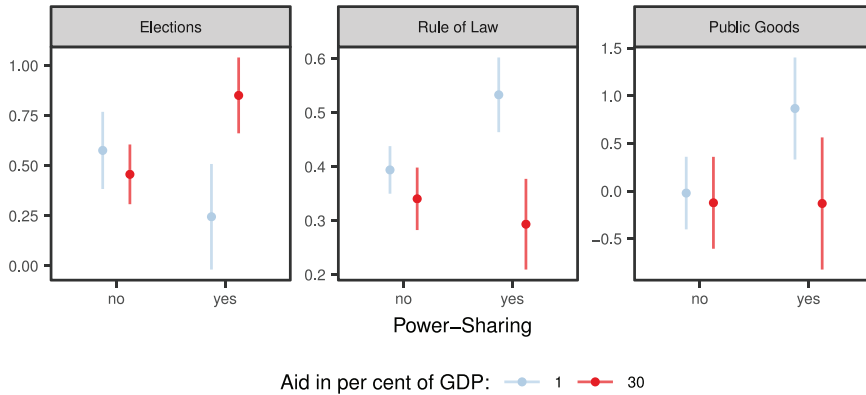 Elections
Rule of Law
Public Goods
1.00
0.75
0.50
0.25
0.00
0.6
0.5
0.4
0.3
0.2
1.5
1.0
0.5
0.0
−0.5
no yes
no yes
no yes
Power−Sharing
Aid in per cent of GDP: 1 30